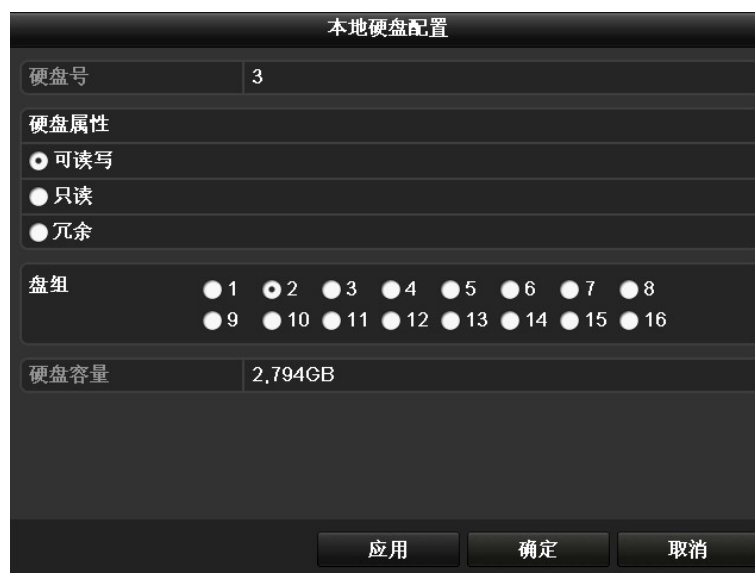 本地硬盘配置
硬盘号 3
硬盘属性
可读写
只读
冗余
盘组 1 2 3 4 5 6 7 8
9 10 11 12 13 14 15 16
硬盘容量 2,794GB
应用 确定 取消